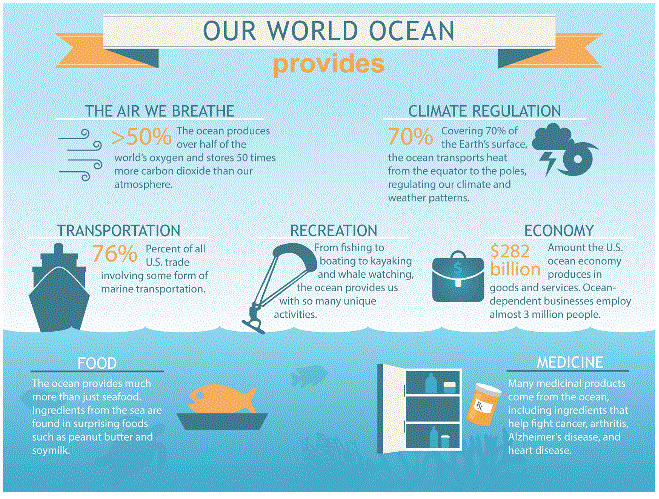 OUR WORLD OCEAN
provides
THE AIR WE BREATHE
>50% The ocean produces
over half of the
world's oxygen and stores 50 times
more carbon dioxide than our
atmosphere.
CLIMATE REGULATION
70% Covering 70% of
the Earth's surface,
the ocean transports heat
from the equator to the poles,
regulating our climate and
weather patterns.
TRANSPORTATION
76% Percent of all
U.S. trade
involving some form of
marine transportation.
RECREATION
From fishing to
boating to kayaking
and whale watching,
the ocean provides us
with so many unique
activities.
ECONOMY
$
$282 Amount the U.S.
billion ocean economy
produces in
goods and services. Ocean-
dependent businesses employ
almost 3 million people.
FOOD
The ocean provides much
more than just seafood.
Ingredients from the sea are
found in surprising foods
such as peanut butter and
soymilk.
MEDICINE
Rx
Many medicinal products
come from the ocean,
including ingredients that
help fight cancer, arthritis,
Alzheimer's disease, and
heart disease.